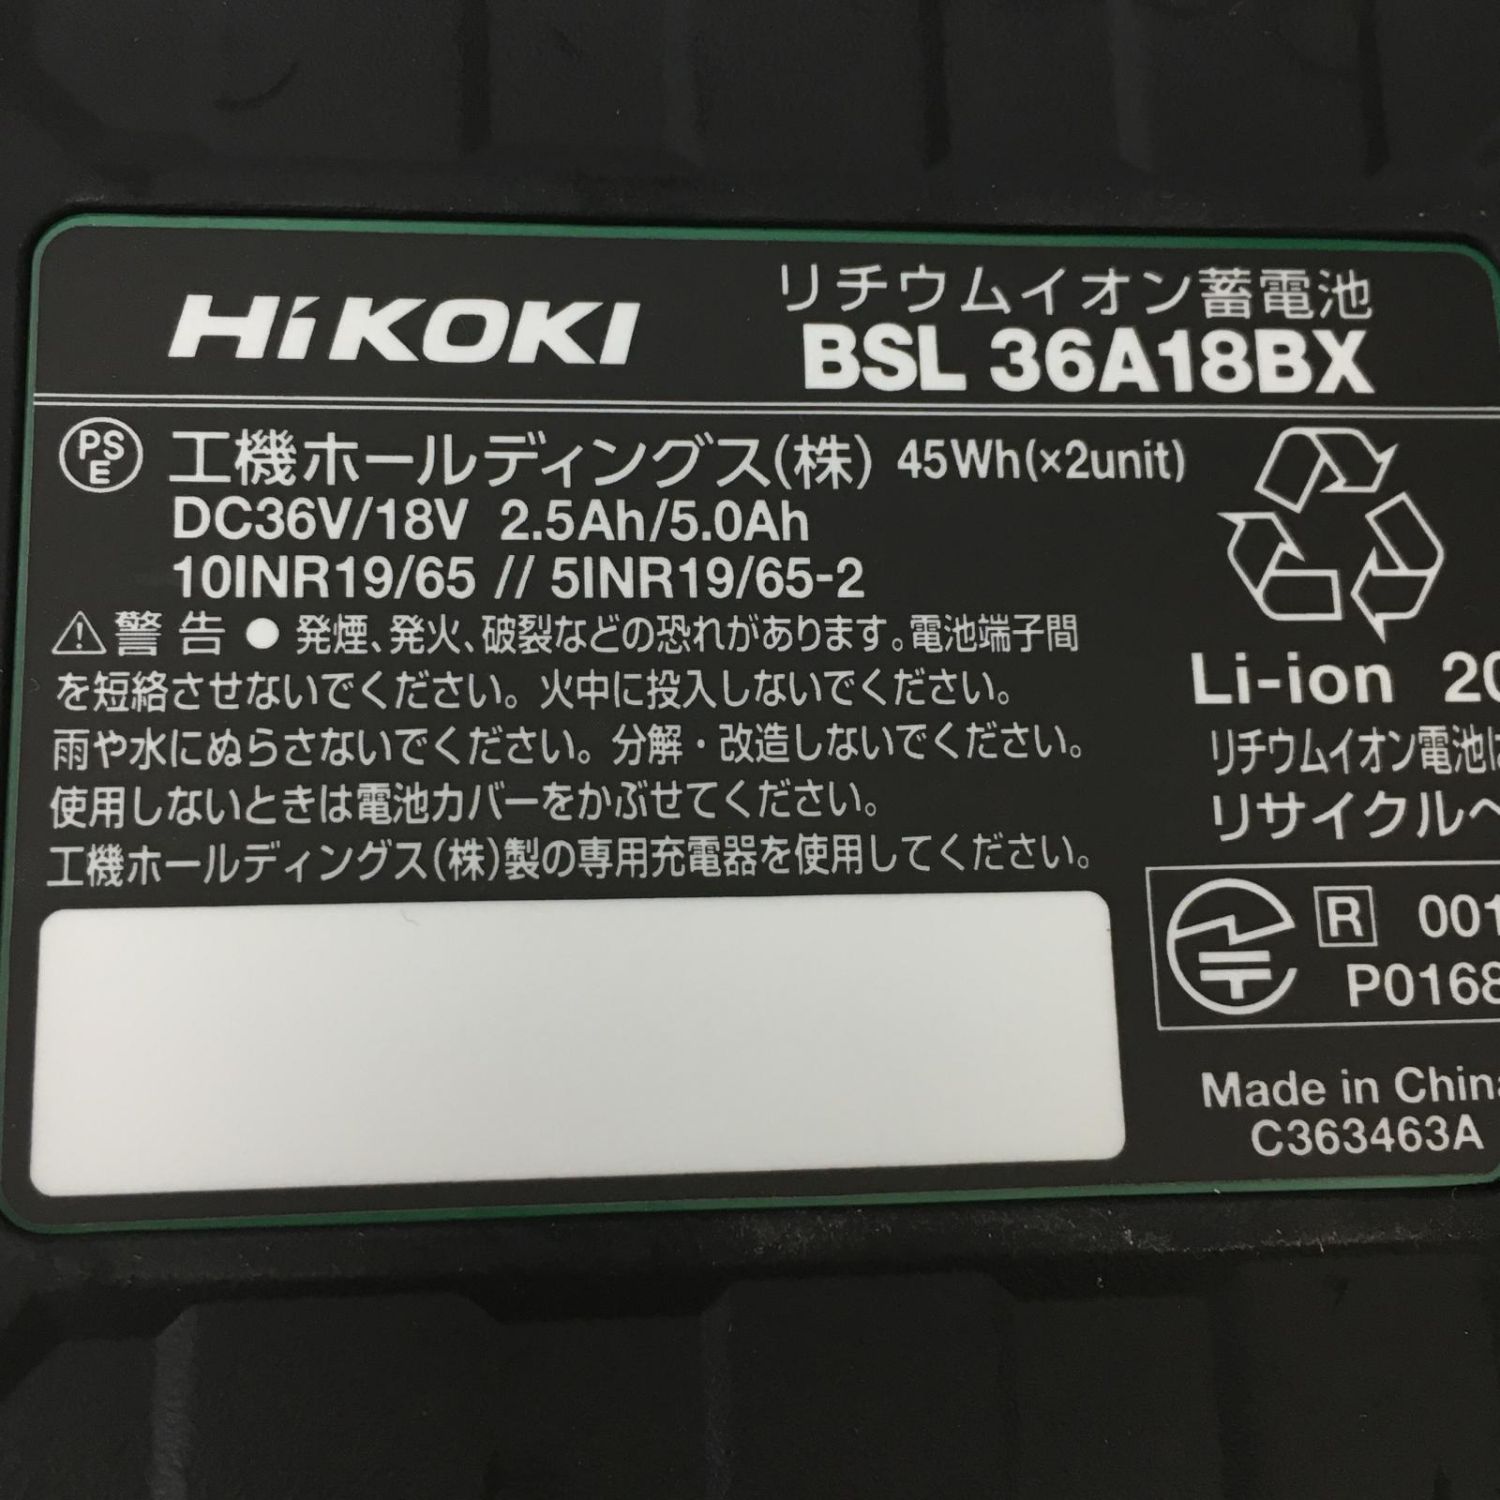 HiKOKI
リチウムイオン蓄電池
BSL 36A18BX
PSE
工機ホールディングス(株) 45Wh(×2unit)
DC36V/18V 2.5Ah/5.0Ah
10INR19/65 // 5INR19/65-2
⚠警告 ● 発煙、発火、破裂などの恐れがあります。電池端子間
を短絡させないでください。火中に投入しないでください。
雨や水にぬらさないでください。分解・改造しないでください。
使用しないときは電池カバーをかぶせてください。
工機ホールディングス(株)製の専用充電器を使用してください。
Li-ion 20
リチウムイオン電池は
リサイクルへ
R 001
P0168
Made in China
C363463A